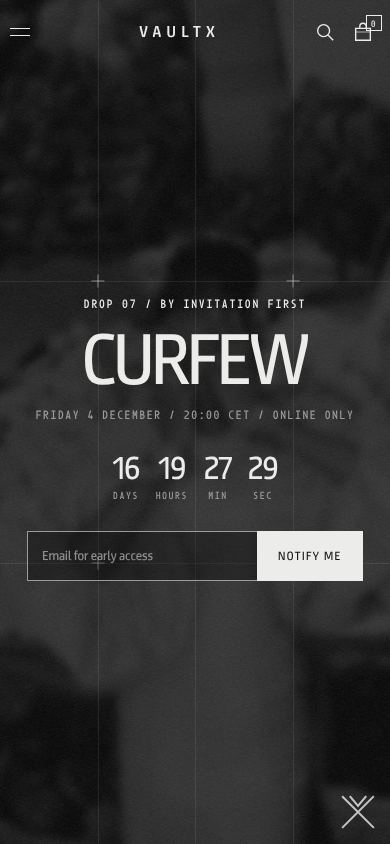 VAULTX
0
DROP 07 / BY INVITATION FIRST
CURFEW
FRIDAY 4 DECEMBER / 20:00 CET / ONLINE ONLY
16 19 27 29
DAYS HOURS MIN SEC
Email for early access NOTIFY ME